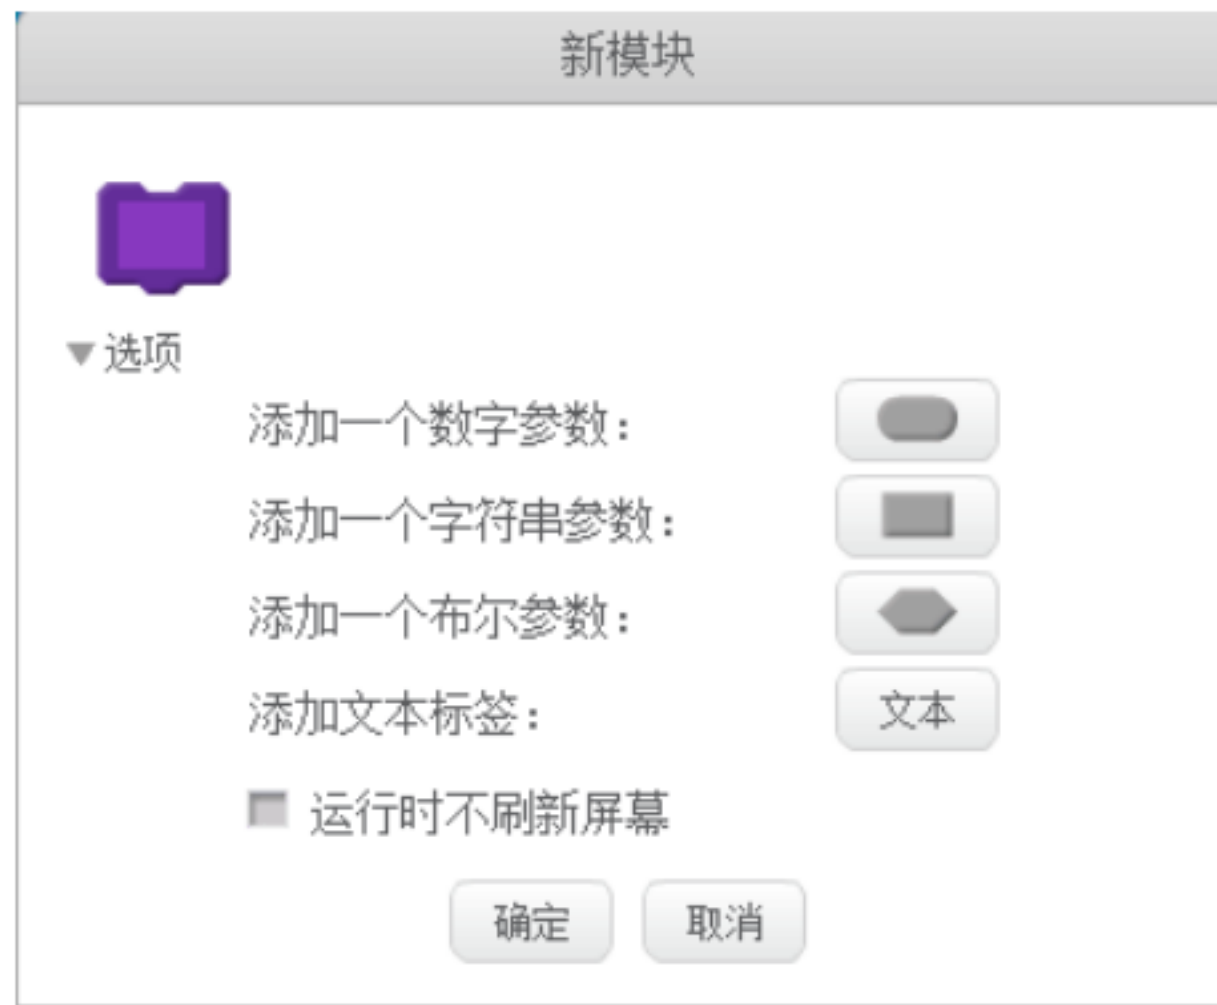 新模块
选项
添加一个数字参数：
添加一个字符串参数：
添加一个布尔参数：
添加文本标签： 文本
运行时不刷新屏幕
确定 取消